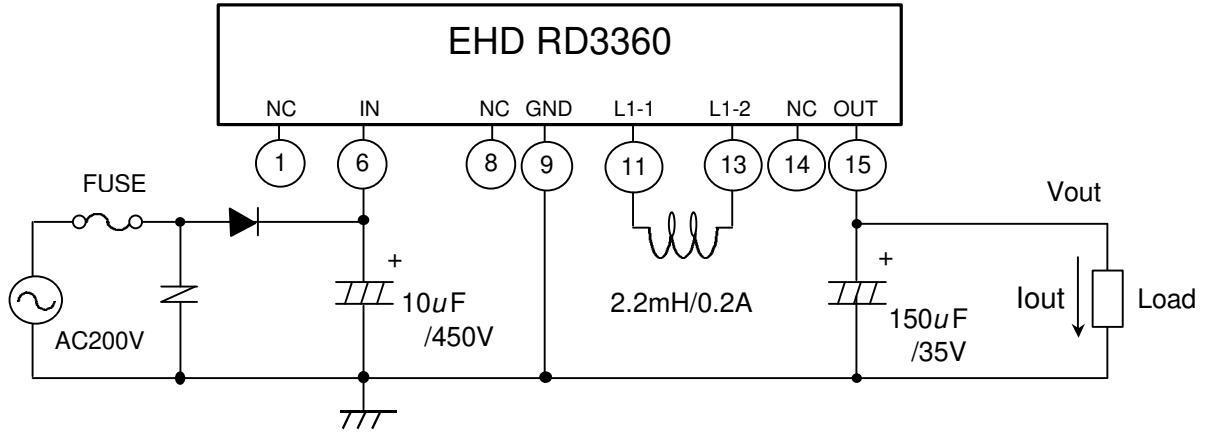 EHD RD3360
NC IN NC GND L1-1 L1-2 NC OUT
1 6 8 9 11 13 14 15
FUSE
Vout
+
+
10uF
/450V
2.2mH/0.2A
150uF
/35V
Iout
Load
AC200V